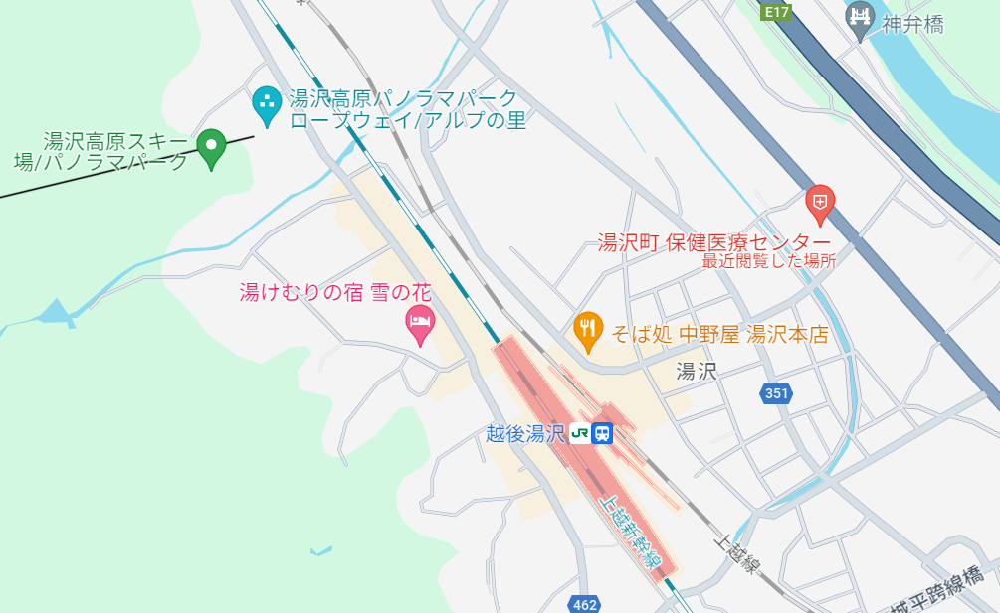 E17
神弁橋
湯沢高原パノラマパーク
ロープウェイ/アルプの里
湯沢高原スキー
場/パノラマパーク
湯沢町 保健医療センター
最近閲覧した場所
湯けむりの宿 雪の花
そば処 中野屋 湯沢本店
湯沢
351
越後湯沢
JR
上越新幹線
上越線
城平跨線橋
462